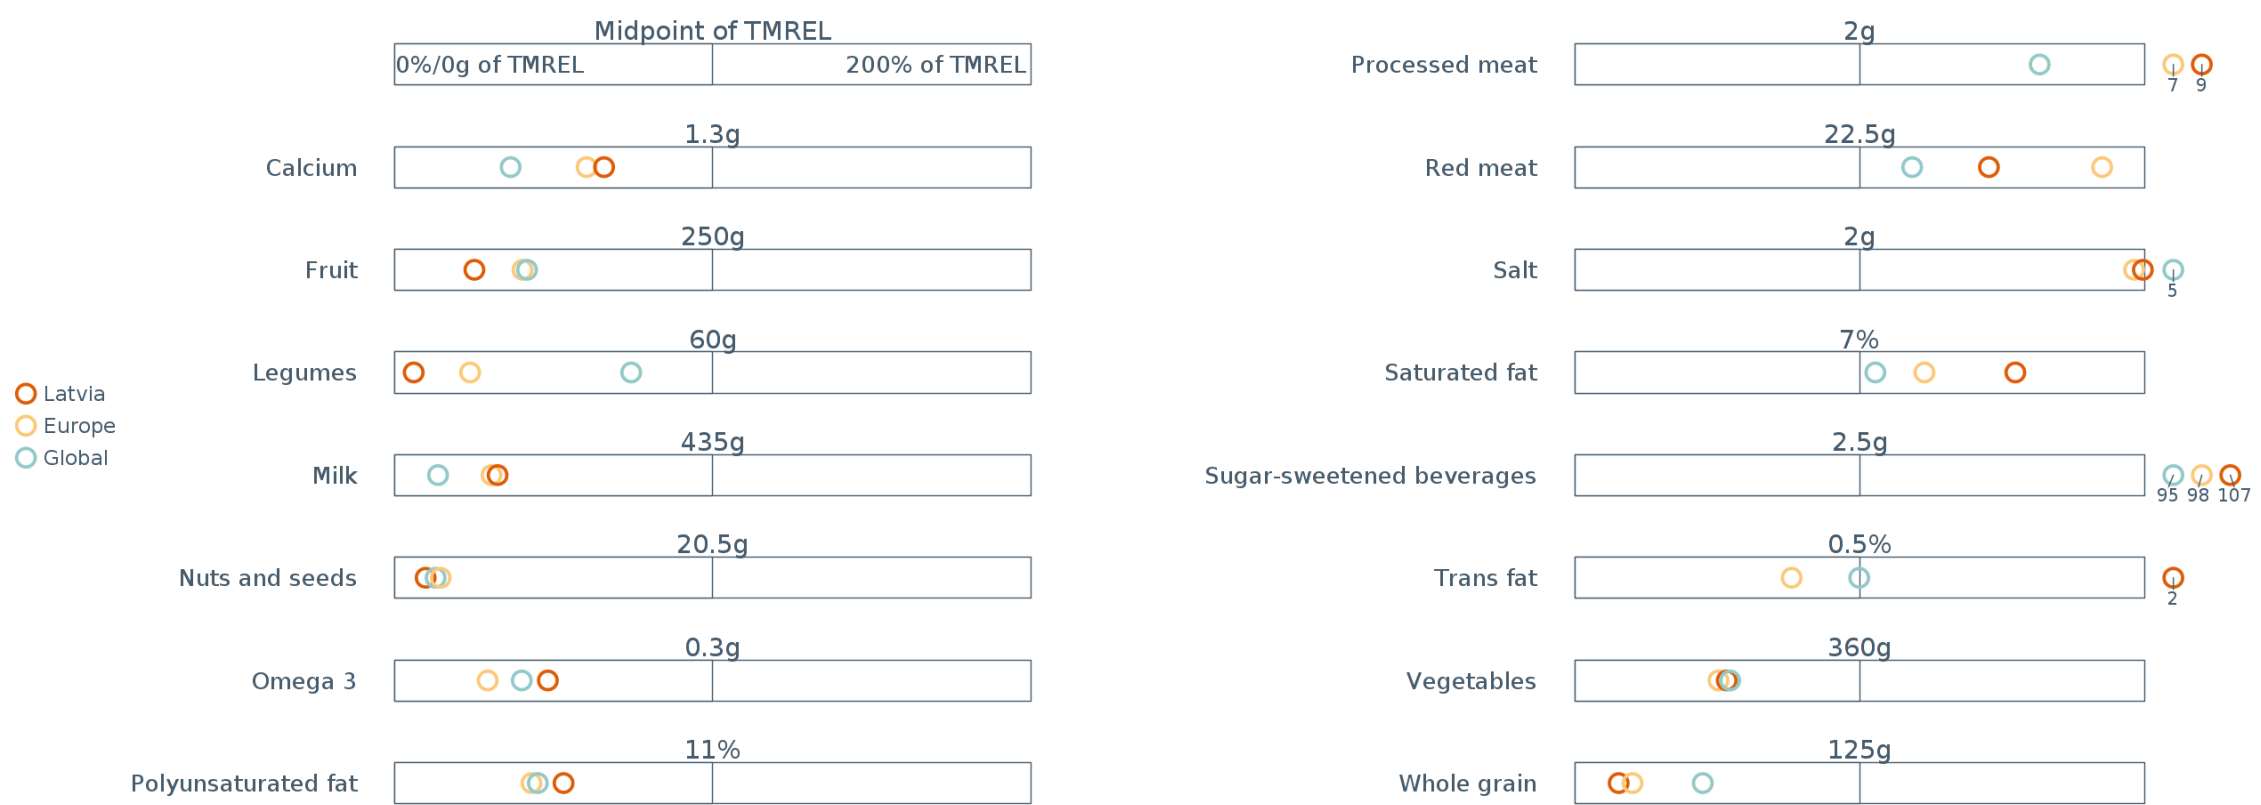 Midpoint of TMREL
0%/0g of TMREL
200% of TMREL
1.3g
Calcium
250g
Fruit
60g
Legumes
435g
Milk
20.5g
Nuts and seeds
0.3g
Omega 3
11%
Polyunsaturated fat
Latvia
Europe
Global
2g
Processed meat
7 9
22.5g
Red meat
2g
Salt
5
7%
Saturated fat
2.5g
Sugar-sweetened beverages
95 98 107
0.5%
Trans fat
2
360g
Vegetables
125g
Whole grain